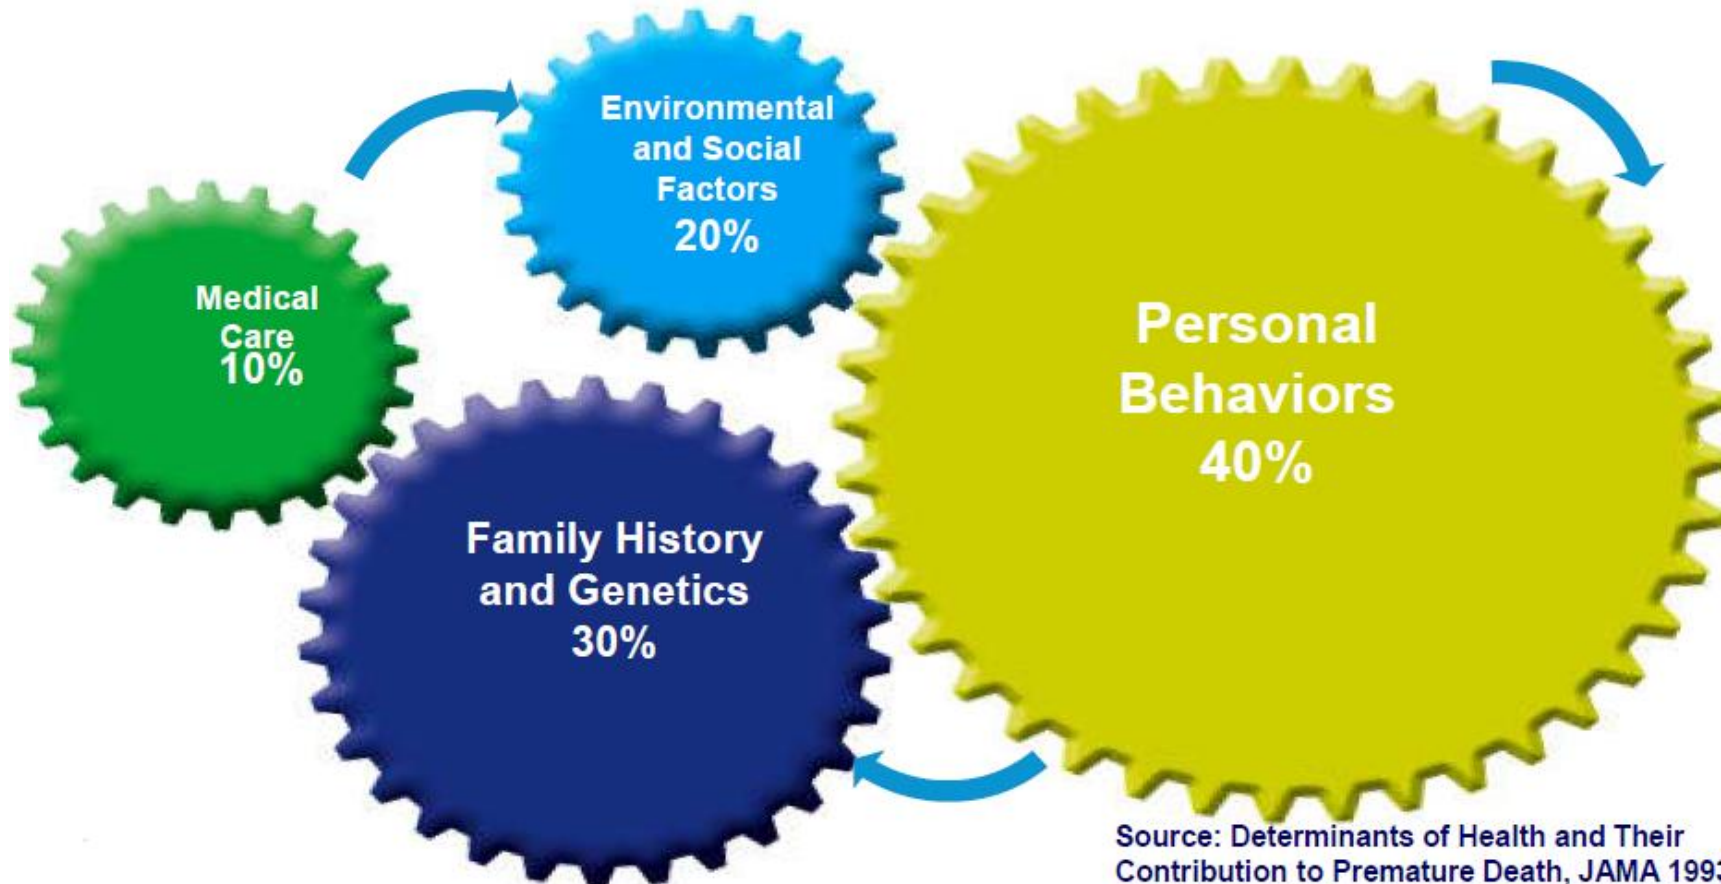 Environmental
and Social
Factors
20%
Medical
Care
10%
Personal
Behaviors
40%
Family History
and Genetics
30%
Source: Determinants of Health and Their
Contribution to Premature Death, JAMA 1993